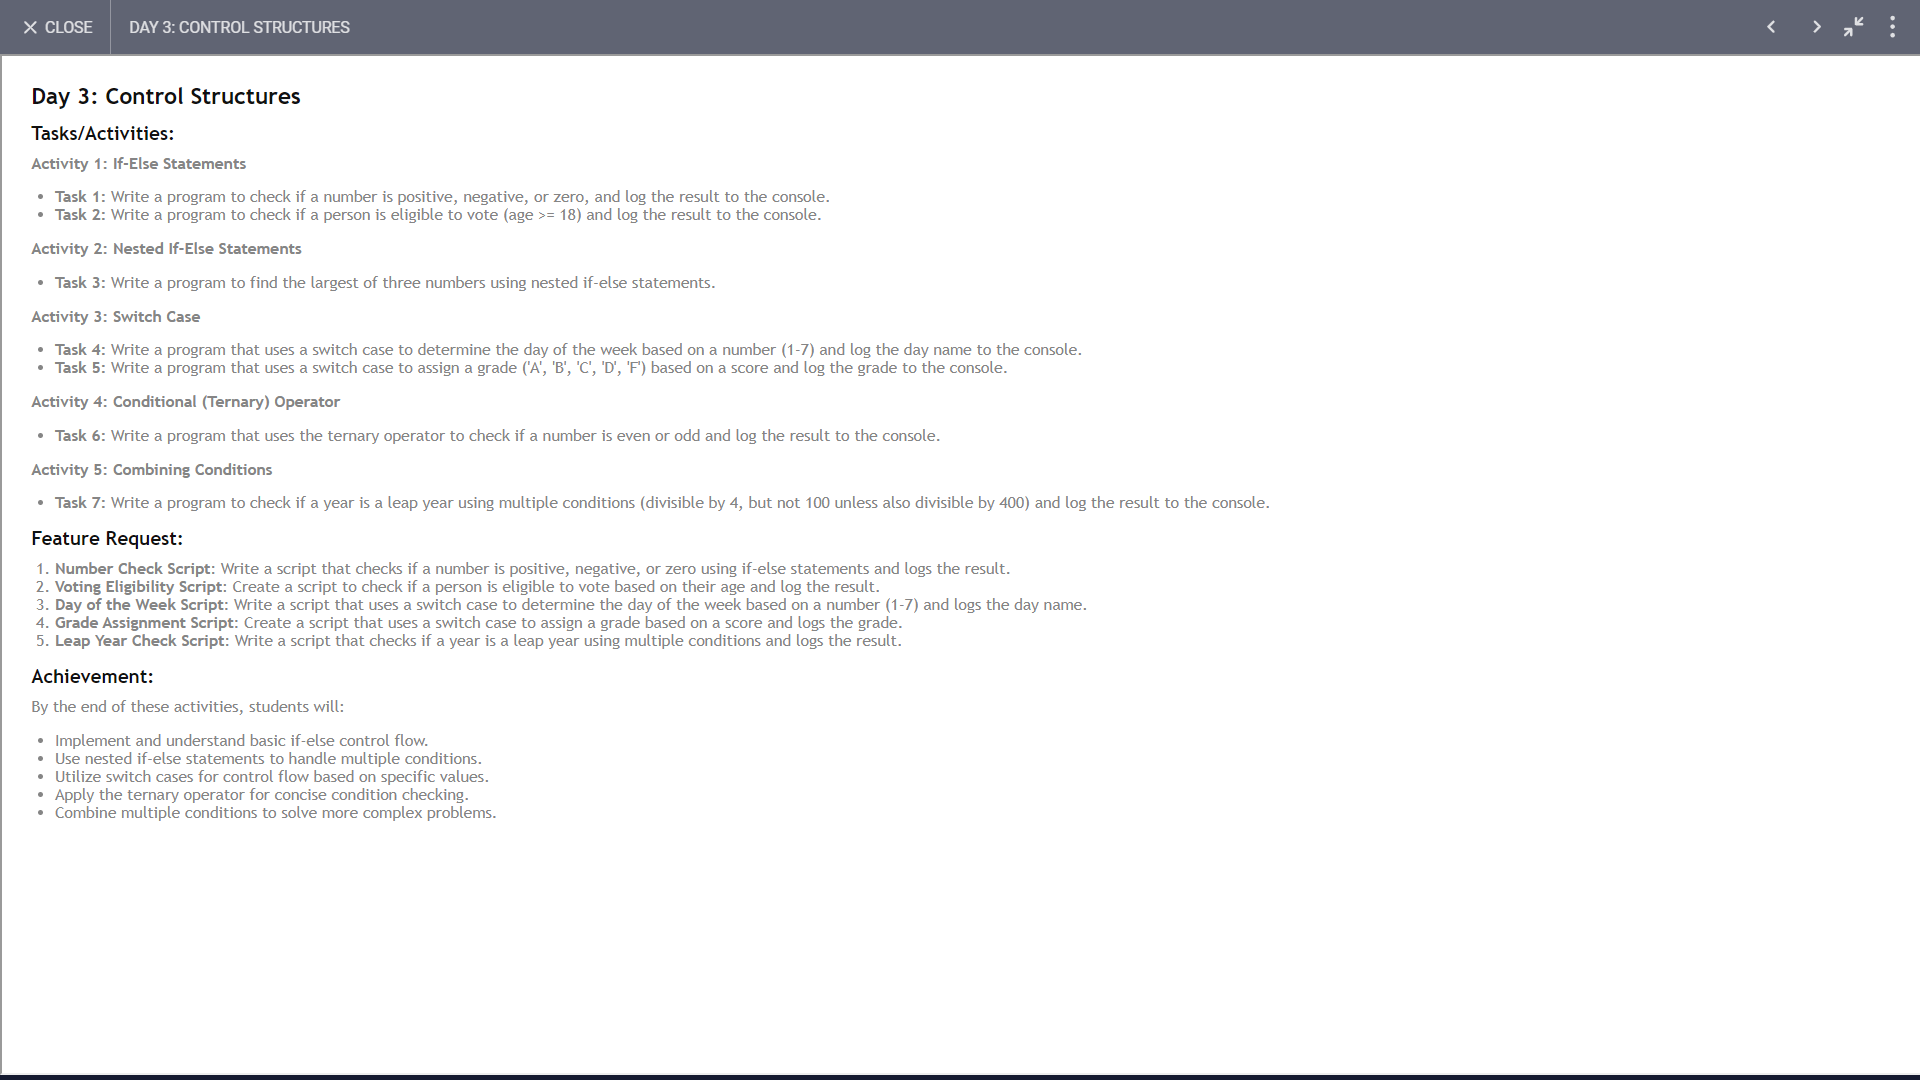 CLOSE
DAY 3: CONTROL STRUCTURES
Day 3: Control Structures
Tasks/Activities:
Activity 1: If-Else Statements
• Task 1: Write a program to check if a number is positive, negative, or zero, and log the result to the console.
• Task 2: Write a program to check if a person is eligible to vote (age >= 18) and log the result to the console.
Activity 2: Nested If-Else Statements
• Task 3: Write a program to find the largest of three numbers using nested if-else statements.
Activity 3: Switch Case
• Task 4: Write a program that uses a switch case to determine the day of the week based on a number (1-7) and log the day name to the console.
• Task 5: Write a program that uses a switch case to assign a grade ('A', 'B', 'C', 'D', 'F') based on a score and log the grade to the console.
Activity 4: Conditional (Ternary) Operator
• Task 6: Write a program that uses the ternary operator to check if a number is even or odd and log the result to the console.
Activity 5: Combining Conditions
• Task 7: Write a program to check if a year is a leap year using multiple conditions (divisible by 4, but not 100 unless also divisible by 400) and log the result to the console.
Feature Request:
1. Number Check Script: Write a script that checks if a number is positive, negative, or zero using if-else statements and logs the result.
2. Voting Eligibility Script: Create a script to check if a person is eligible to vote based on their age and log the result.
3. Day of the Week Script: Write a script that uses a switch case to determine the day of the week based on a number (1-7) and logs the day name.
4. Grade Assignment Script: Create a script that uses a switch case to assign a grade based on a score and logs the grade.
5. Leap Year Check Script: Write a script that checks if a year is a leap year using multiple conditions and logs the result.
Achievement:
By the end of these activities, students will:
• Implement and understand basic if-else control flow.
• Use nested if-else statements to handle multiple conditions.
• Utilize switch cases for control flow based on specific values.
• Apply the ternary operator for concise condition checking.
• Combine multiple conditions to solve more complex problems.